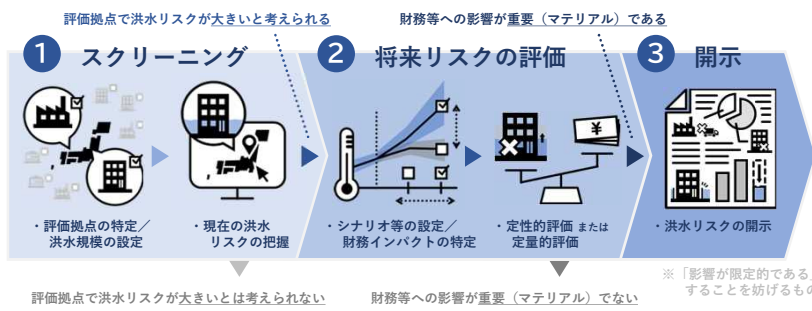 評価拠点で洪水リスクが大きいと考えられる
財務等への影響が重要（マテリアル）である
1 スクリーニング
2 将来リスクの評価
3 開示
¥
・評価拠点の特定／
洪水規模の設定
・現在の洪水
リスクの把握
・シナリオ等の設定／
財務インパクトの特定
・定性的評価 または
定量的評価
・洪水リスクの開示
※「影響が限定的である」
することを妨げるもの
評価拠点で洪水リスクが大きいとは考えられない
財務等への影響が重要（マテリアル）でない